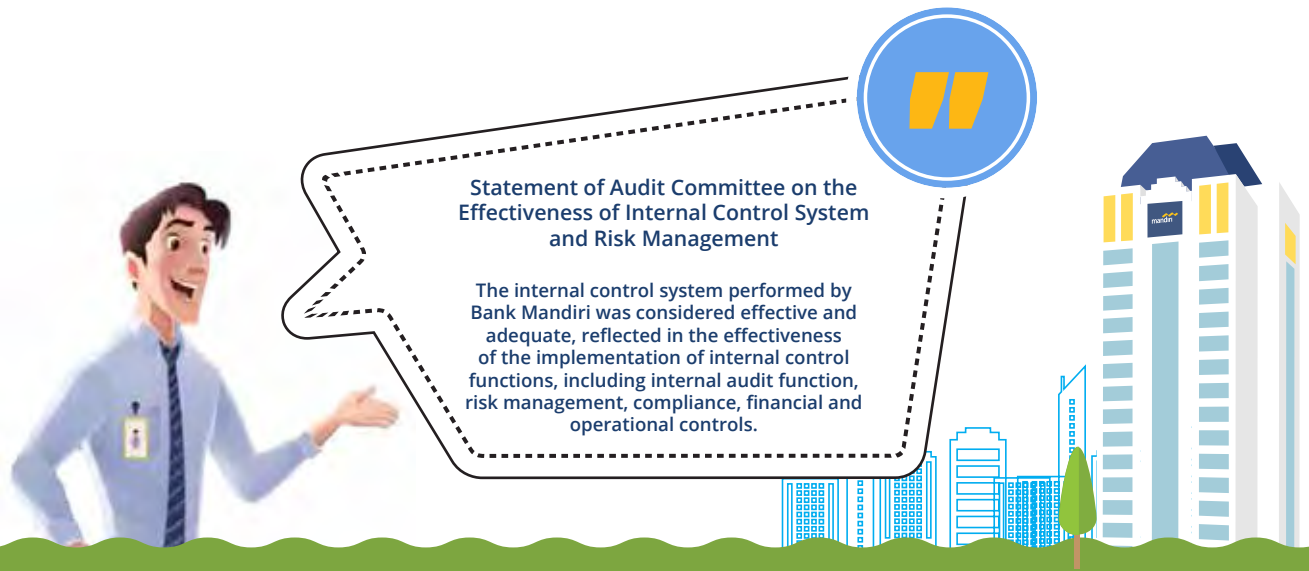 Statement of Audit Committee on the
Effectiveness of Internal Control System
and Risk Management
The internal control system performed by
Bank Mandiri was considered effective and
adequate, reflected in the effectiveness
of the implementation of internal control
functions, including internal audit function,
risk management, compliance, financial and
operational controls.
mandiri